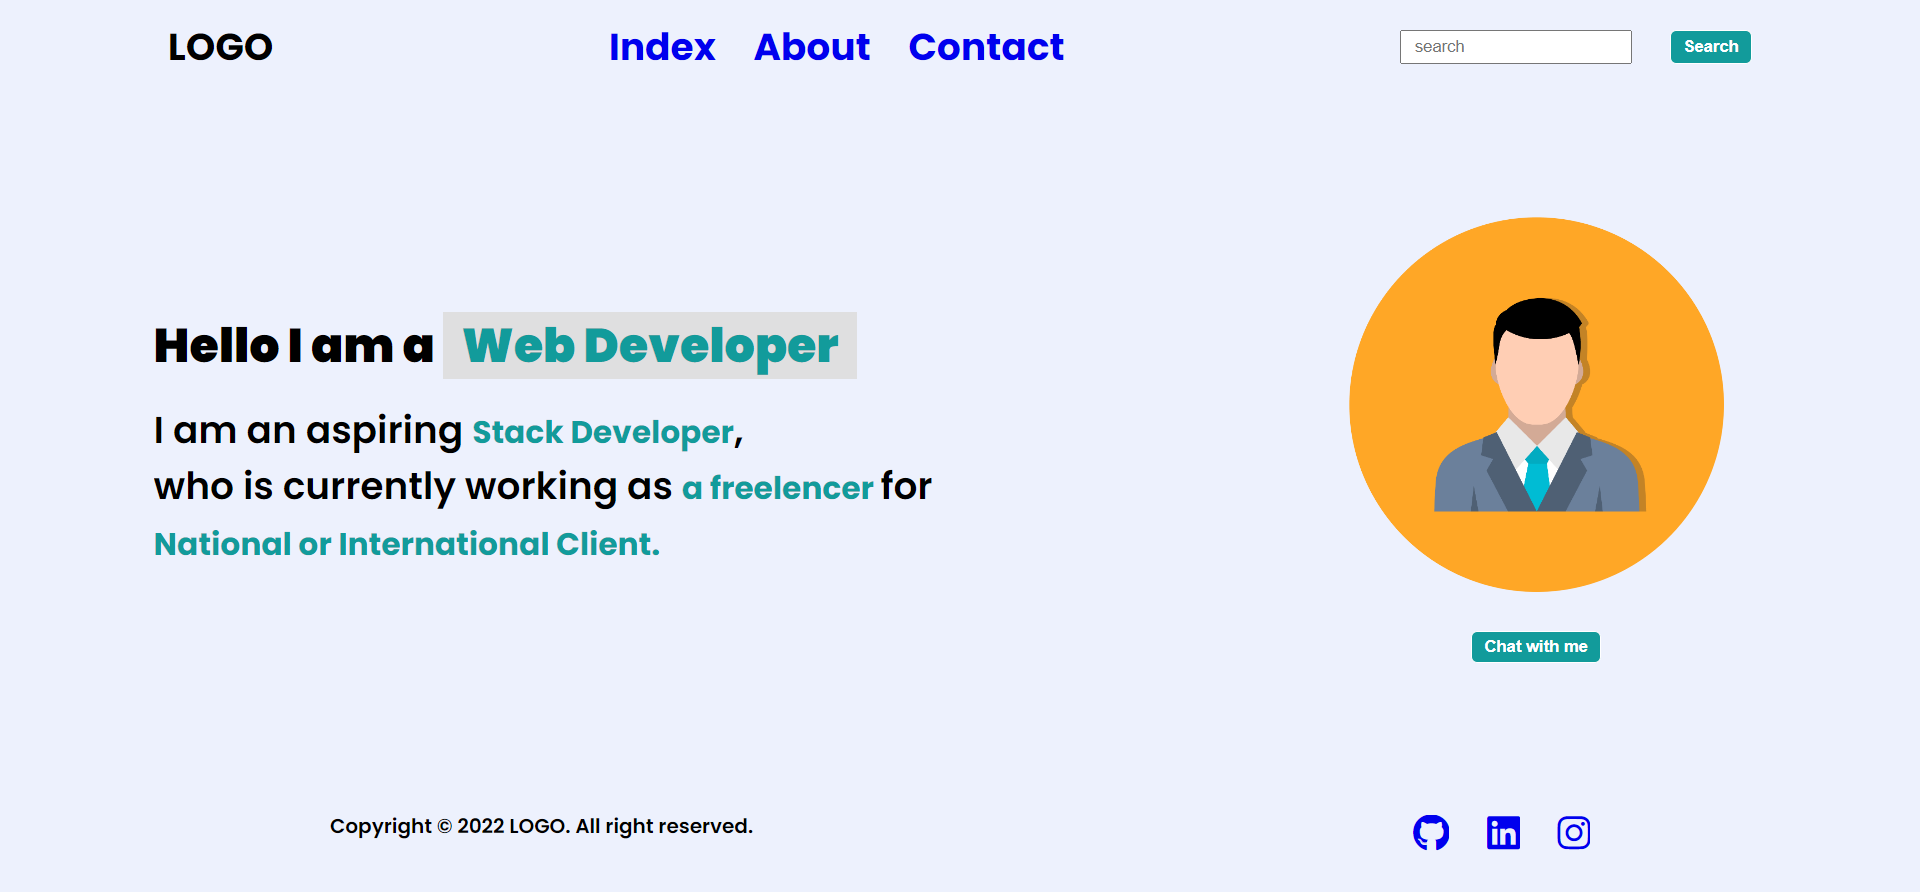 LOGO
Index About Contact
search
Search
Hello I am a Web Developer
I am an aspiring Stack Developer,
who is currently working as a freelencer for
National or International Client.
Chat with me
Copyright © 2022 LOGO. All right reserved.